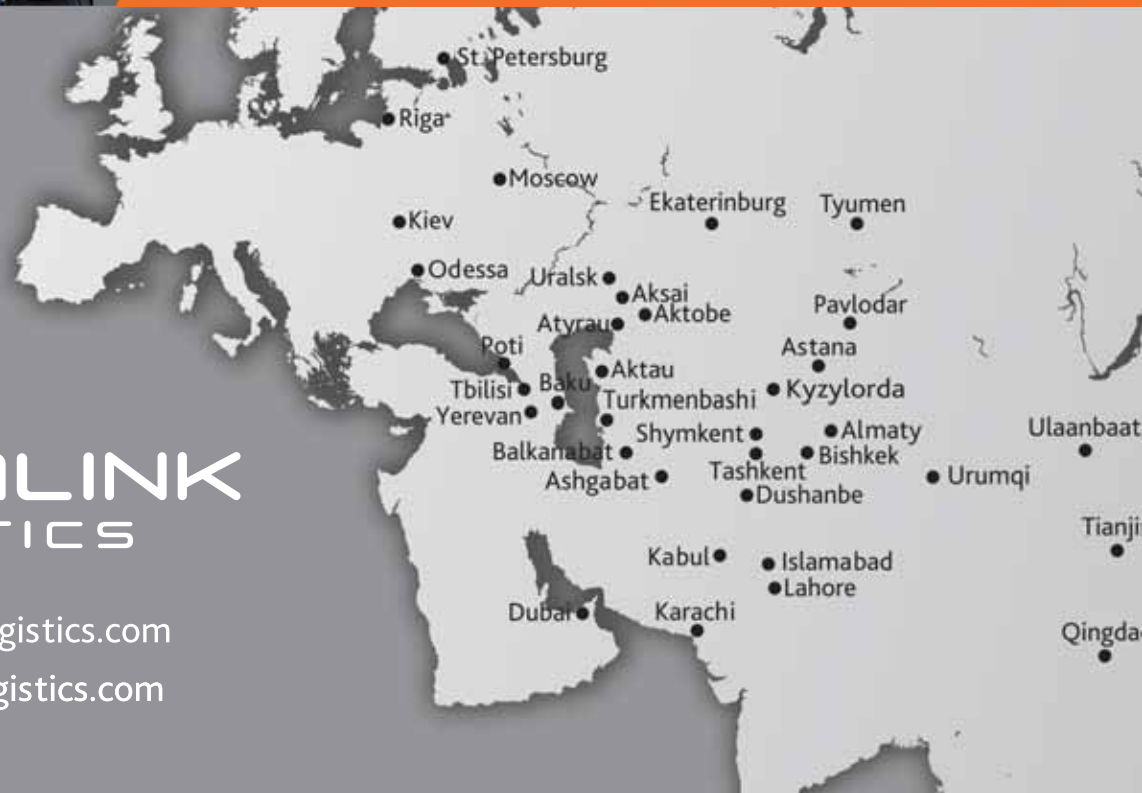 St. Petersburg
Riga
Moscow
Ekaterinburg
Tyumen
Kiev
Odessa
Uralsk
Aksai
Aktobe
Atyrau
Pavlodar
Poti
Astana
Aktau
Tbilisi
Baku
Kyzylorda
Turkmenbashi
Yerevan
Shymkent
Almaty
Ulaanbaat
Balkanabat
Bishkek
Tashkent
Ashgabat
Urumqi
Dushanbe
Tianji
Kabul
Islamabad
Lahore
Dubai
Karachi
Qingda
LINK
TICS
gistics.com
gistics.com